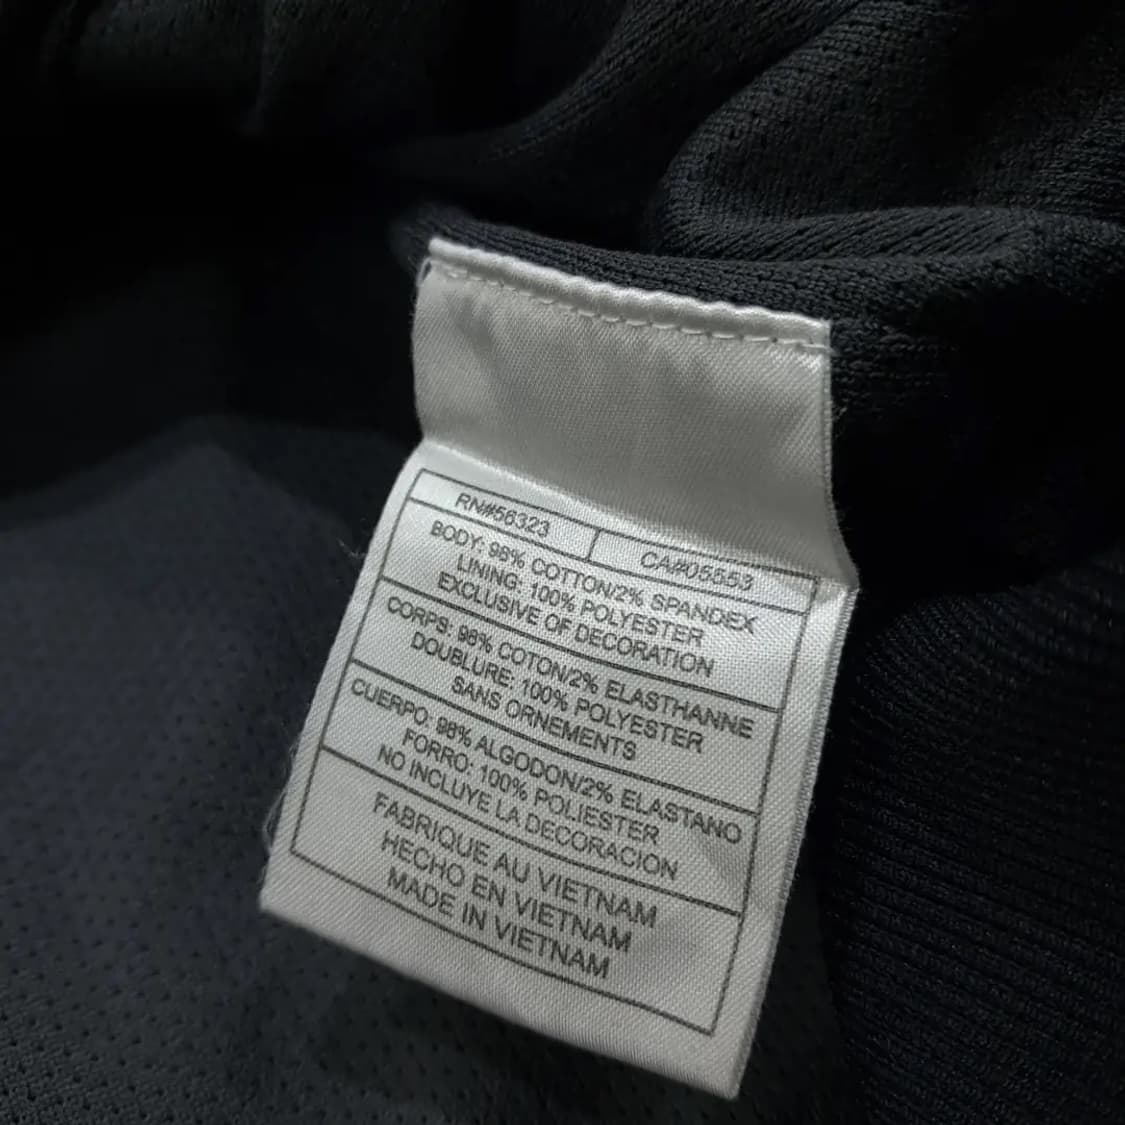 RN#56323 CA#05553
BODY: 98% COTTON/2% SPANDEX
LINING: 100% POLYESTER
EXCLUSIVE OF DECORATION
CORPS: 98% COTON/2% ELASTHANNE
DOUBLURE: 100% POLYESTER
SANS ORNEMENTS
CUERPO: 98% ALGODON/2% ELASTANO
FORRO: 100% POLIESTER
NO INCLUYE LA DECORACION
FABRIQUE AU VIETNAM
HECHO EN VIETNAM
MADE IN VIETNAM